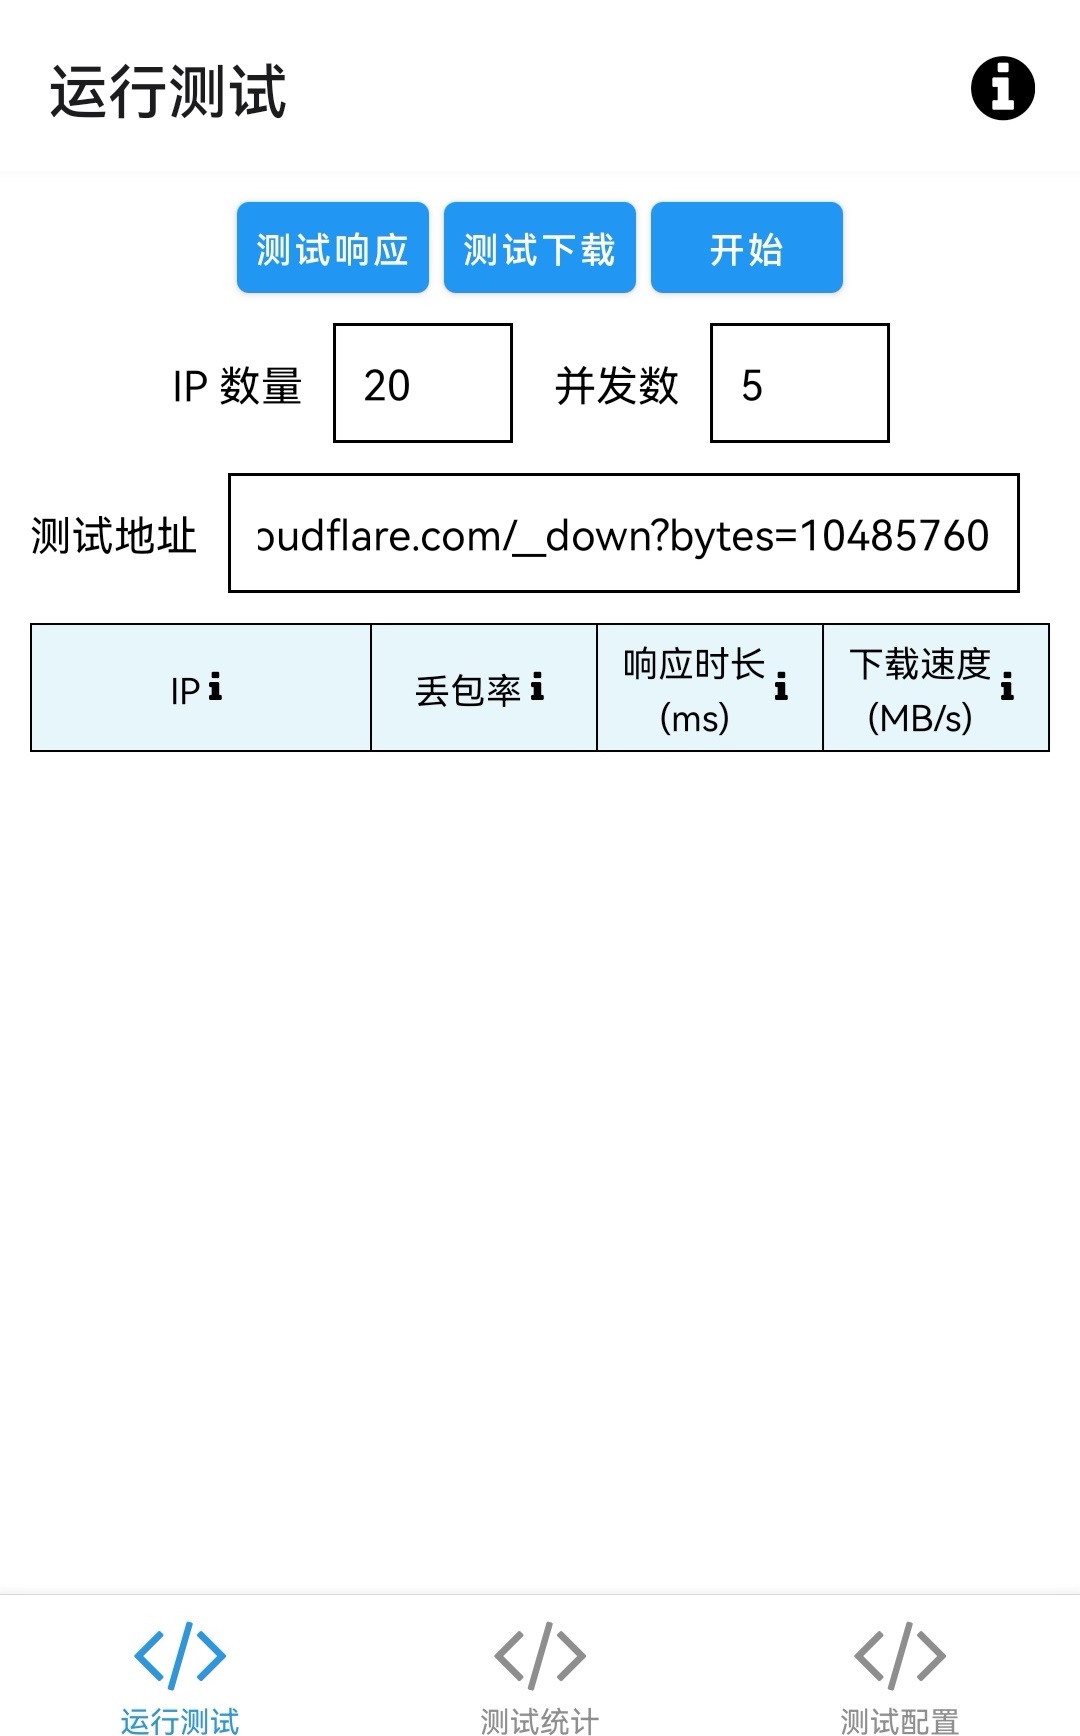 运行测试
测试响应 测试下载 开始
IP 数量 20 并发数 5
测试地址 oudflare.com/__down?bytes=10485760
IP 丢包率 响应时长 (ms) 下载速度 (MB/s)
运行测试 测试统计 测试配置